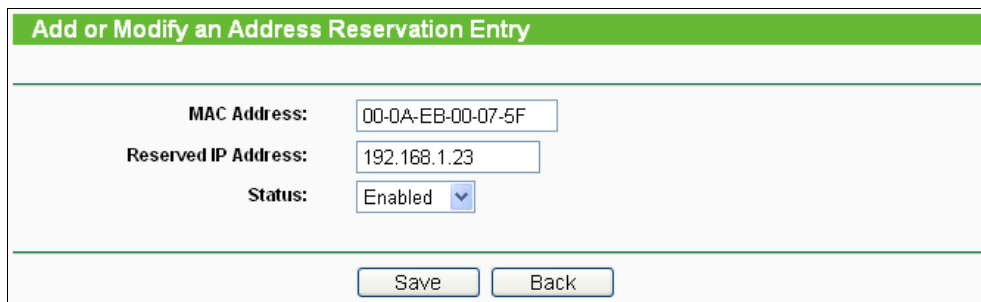 Add or Modify an Address Reservation Entry
MAC Address: 00-0A-EB-00-07-5F
Reserved IP Address: 192.168.1.23
Status: Enabled
Save Back